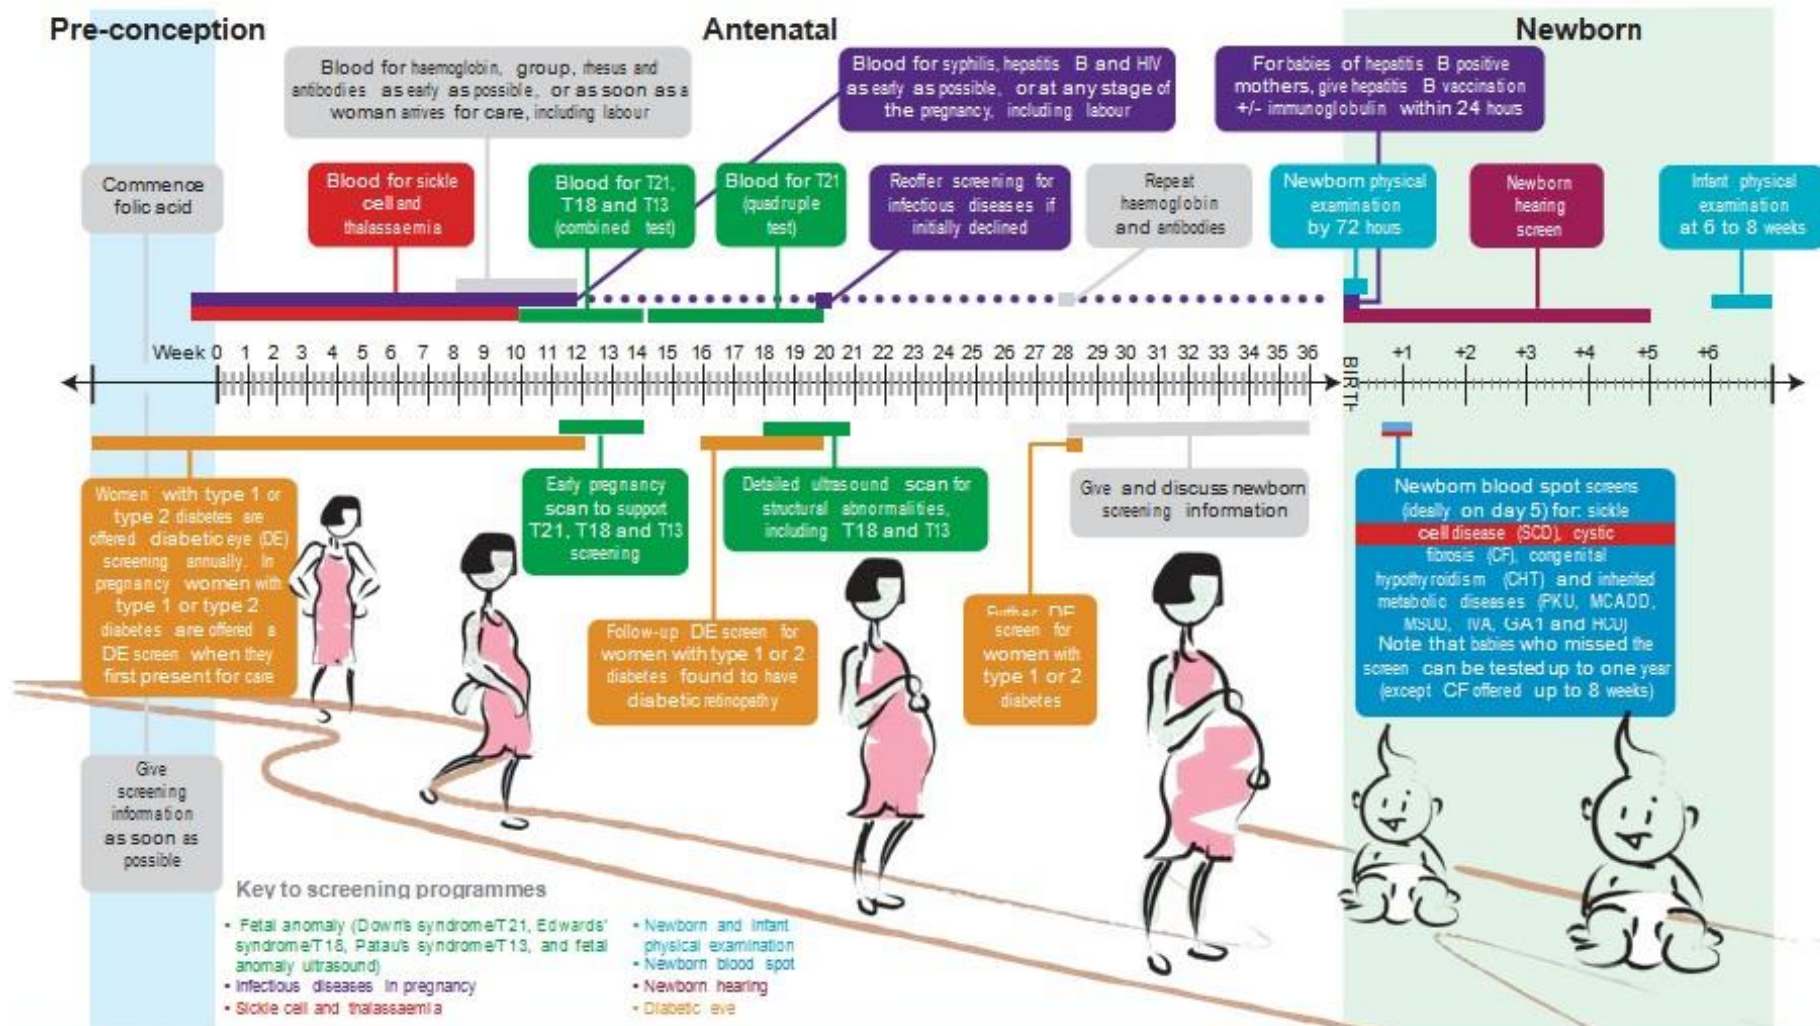 Pre-conception
Antenatal
Newborn
Blood for haemoglobin, group, rhesus and
antibodies as early as possible, or as soon as a
woman arrives for care, including labour
Blood for syphilis, hepatitis B and HIV
as early as possible, or at any stage of
the pregnancy, including labour
For babies of hepatitis B positive
mothers, give hepatitis B vaccination
+/- immunoglobulin within 24 hours
Commence
folic acid
Blood for sickle
cell and
thalassaemia
Blood for T21,
T18 and T13
(combined test)
Blood for T21
(quadruple
test)
Reoffer screening for
infectious diseases if
initially declined
Repeat
haemoglobin
and antibodies
Newborn physical
examination
by 72 hours
Newborn
hearing
screen
Infant physical
examination
at 6 to 8 weeks
Week 0 1 2 3 4 5 6 7 8 9 10 11 12 13 14 15 16 17 18 19 20 21 22 23 24 25 26 27 28 29 30 31 32 33 34 35 36
BIRTH
+1 +2 +3 +4 +5 +6
Women with type 1 or
type 2 diabetes are
offered diabetic eye (DE)
screening annually. In
pregnancy women with
type 1 or type 2
diabetes are offered a
DE screen when they
first present for care
Early pregnancy
scan to support
T21, T18 and T13
screening
Detailed ultrasound scan for
structural abnormalities,
including T18 and T13
Give and discuss newborn
screening information
Newborn blood spot screens
(ideally on day 5) for: sickle
cell disease (SCD), cystic
fibrosis (CF), congenital
hypothyroidism (CHT) and inherited
metabolic diseases (PKU, MCADD,
MSUD, IVA, GA1 and HCU)
Note that babies who missed the
screen can be tested up to one year
(except CF offered up to 8 weeks)
Follow-up DE screen for
women with type 1 or 2
diabetes found to have
diabetic retinopathy
Further DE
screen for
women with
type 1 or 2
diabetes
Give
screening
information
as soon as
possible
Key to screening programmes
• Fetal anomaly (Down's syndrome/T21, Edwards'
syndrome/T18, Patau's syndrome/T13, and fetal
anomaly ultrasound)
• Infectious diseases in pregnancy
• Sickle cell and thalassaemia
• Newborn and infant
physical examination
• Newborn blood spot
• Newborn hearing
• Diabetic eye